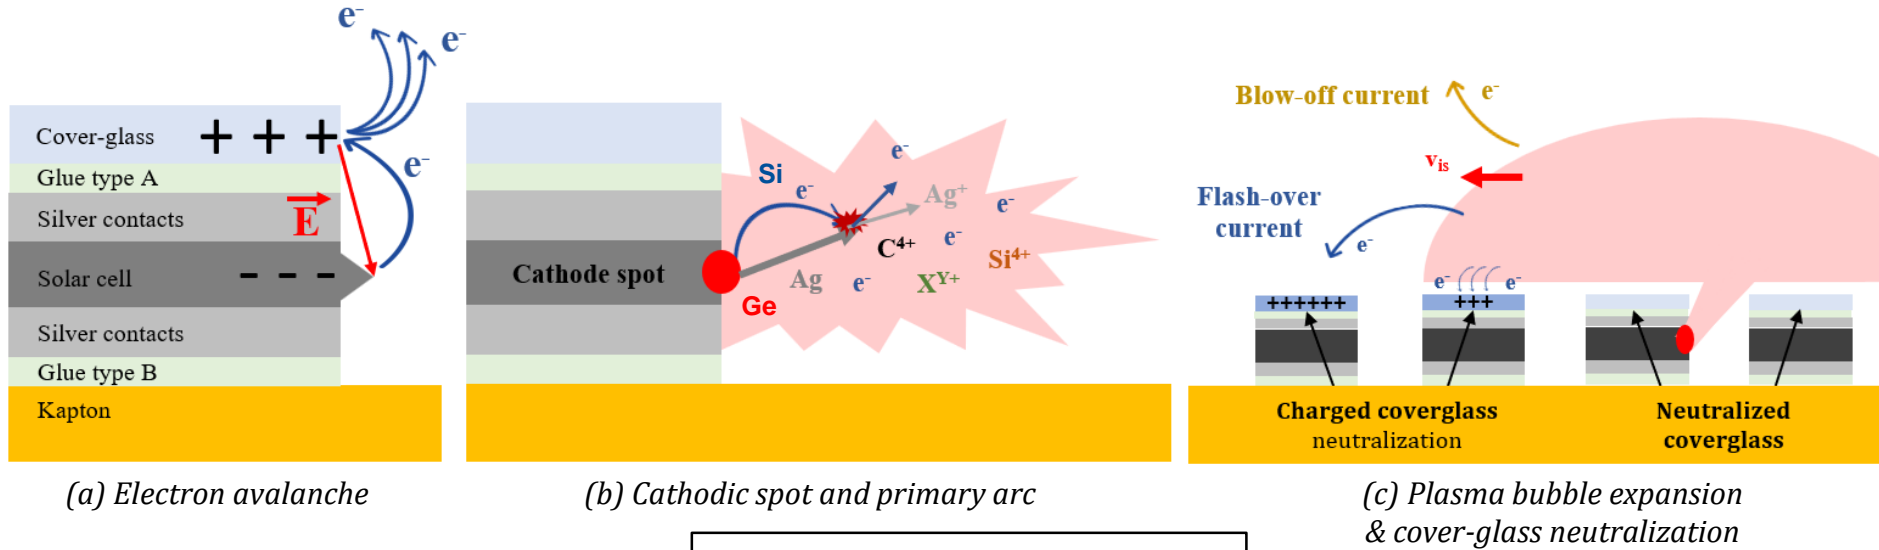 e⁻
e⁻
Cover-glass
+ + +
e⁻
Glue type A
Silver contacts
E
Solar cell
- - -
Silver contacts
Glue type B
Kapton
(a) Electron avalanche
Si
e⁻
e⁻
Ag⁺
e⁻
e⁻
C⁴⁺
Si⁴⁺
Cathode spot
Ag
e⁻
Xʸ⁺
Ge
(b) Cathodic spot and primary arc
Blow-off current
e⁻
vis
Flash-over
current
e⁻
e⁻
e⁻
++++++
+++
Charged coverglass
neutralization
Neutralized
coverglass
(c) Plasma bubble expansion
& cover-glass neutralization